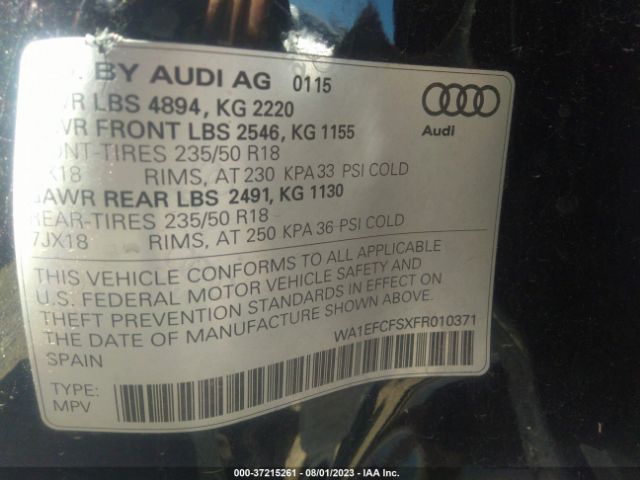 BY AUDI AG 0115
LBS 4894, KG 2220
FRONT LBS 2546, KG 1155
Audi
TIRES 235/50 R18
RIMS, AT 230 KPA 33 PSI COLD
GAWR REAR LBS 2491, KG 1130
REAR-TIRES 235/50 R18
7JX18 RIMS, AT 250 KPA 36 PSI COLD
THIS VEHICLE CONFORMS TO ALL APPLICABLE
U.S. FEDERAL MOTOR VEHICLE SAFETY AND
THEFT PREVENTION STANDARDS IN EFFECT ON
THE DATE OF MANUFACTURE SHOWN ABOVE.
SPAIN
WA1EFCFSXFR010371
TYPE:
MPV
000-37215261 - 08/01/2023 - IAA Inc.